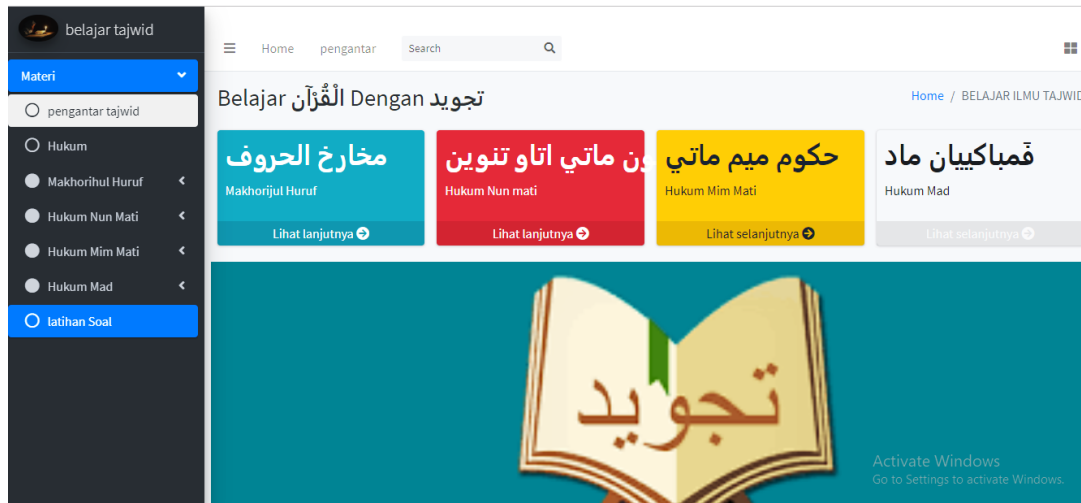 belajar tajwid
Materi
pengantar tajwid
Hukum
Makhorihul Huruf
Hukum Nun Mati
Hukum Mim Mati
Hukum Mad
latihan Soal
Home pengantar Search
Belajar الْقُرْآن Dengan تجويد
Home / BELAJAR ILMU TAJWID
مخارخ الحروف
Makhorijul Huruf
Lihat lanjutnya
ون ماتي اتاو تنوين
Hukum Nun mati
Lihat lanjutnya
حكوم ميم ماتي
Hukum Mim Mati
Lihat selanjutnya
ڤمباكييان ماد
Hukum Mad
Lihat selanjutnya
تجويد
Activate Windows
Go to Settings to activate Windows.